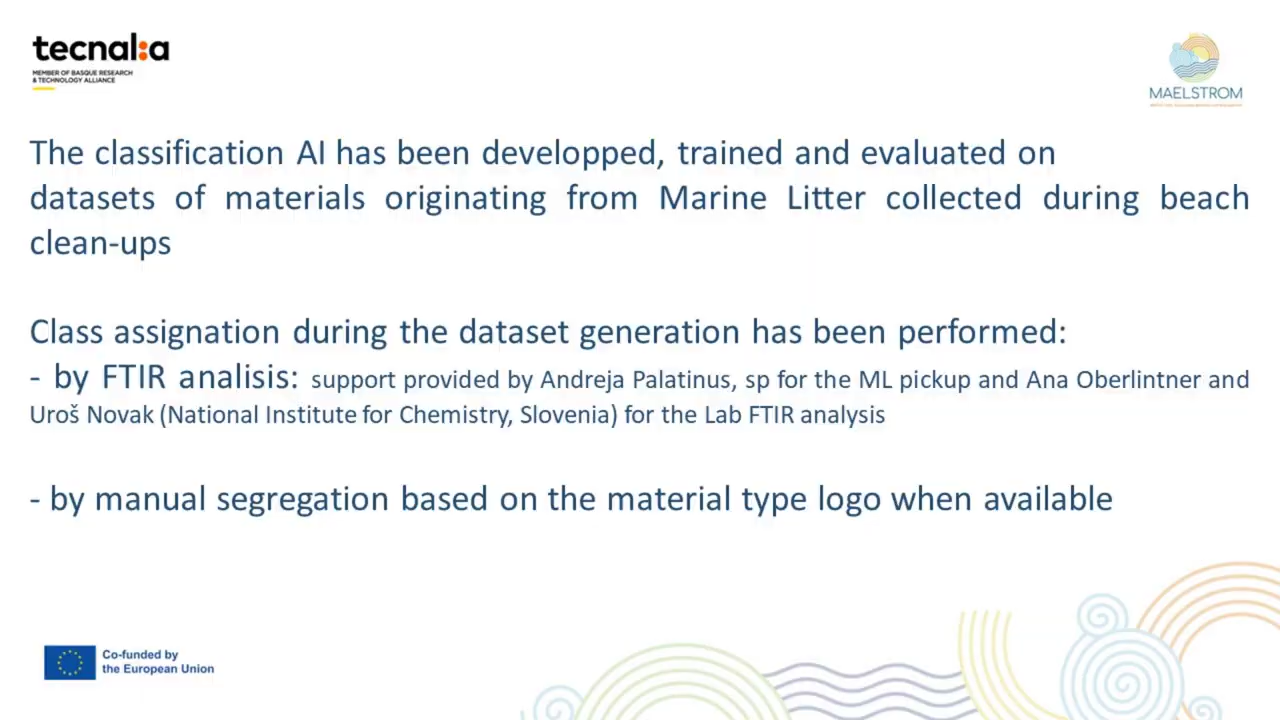 tecnal:a
MEMBER OF BASQUE RESEARCH
& TECHNOLOGY ALLIANCE
MAELSTROM
The classification AI has been developped, trained and evaluated on
datasets of materials originating from Marine Litter collected during beach
clean-ups
Class assignation during the dataset generation has been performed:
- by FTIR analisis: support provided by Andreja Palatinus, sp for the ML pickup and Ana Oberlintner and
Uroš Novak (National Institute for Chemistry, Slovenia) for the Lab FTIR analysis
- by manual segregation based on the material type logo when available
Co-funded by
the European Union